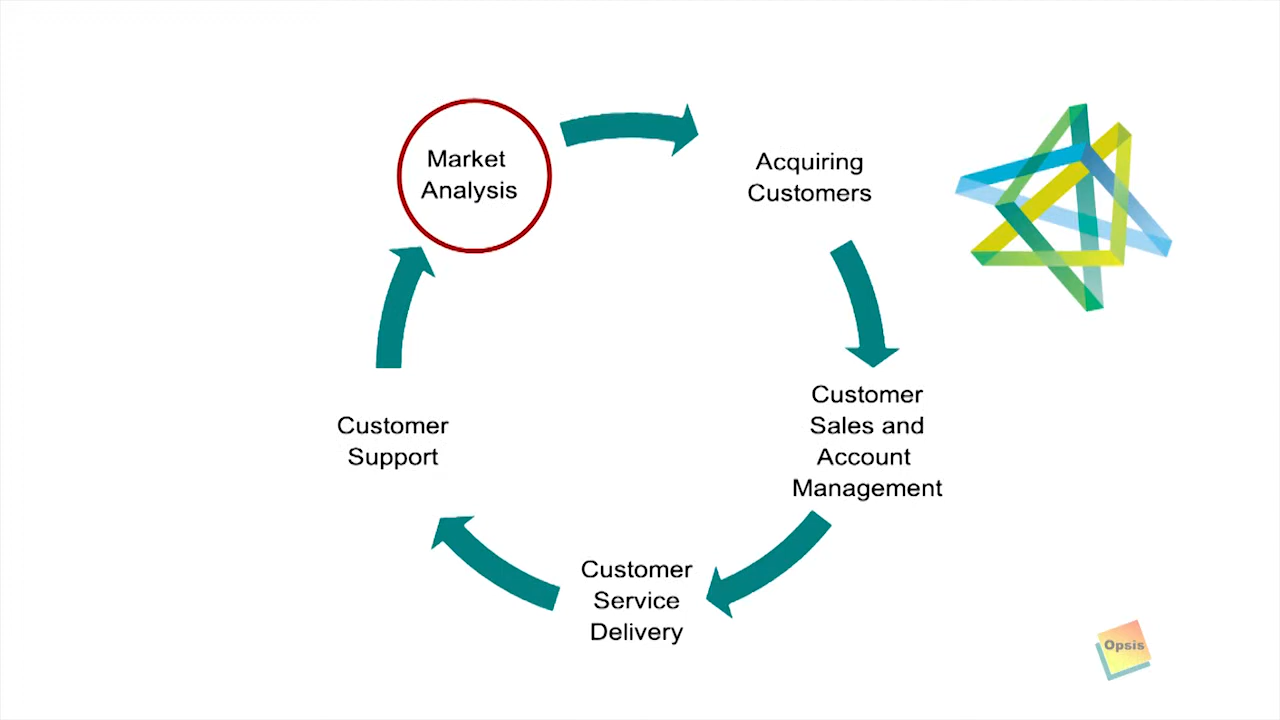 Market
Analysis
Acquiring
Customers
Customer
Sales and
Account
Management
Customer
Service
Delivery
Customer
Support
Opsis